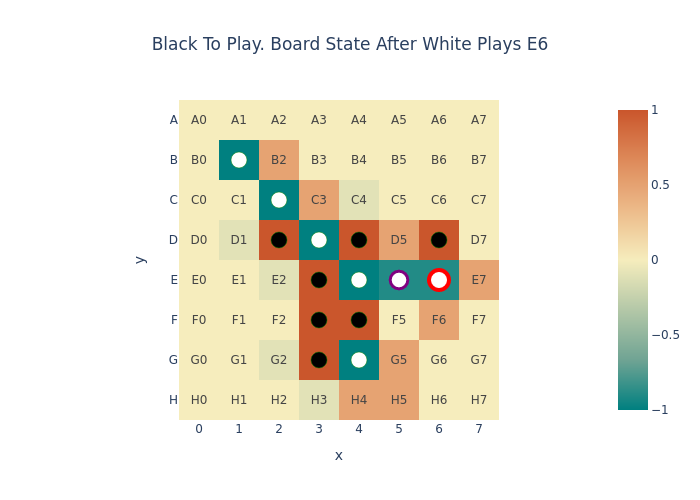 Black To Play. Board State After White Plays E6
A A0 A1 A2 A3 A4 A5 A6 A7
B B0 B2 B3 B4 B5 B6 B7
C C0 C1 C3 C4 C5 C6 C7
D D0 D1 D5 D7
E E0 E1 E2 E7
F F0 F1 F2 F5 F6 F7
G G0 G1 G2 G5 G6 G7
H H0 H1 H2 H3 H4 H5 H6 H7
0 1 2 3 4 5 6 7
x
y
1
0.5
0
−0.5
−1